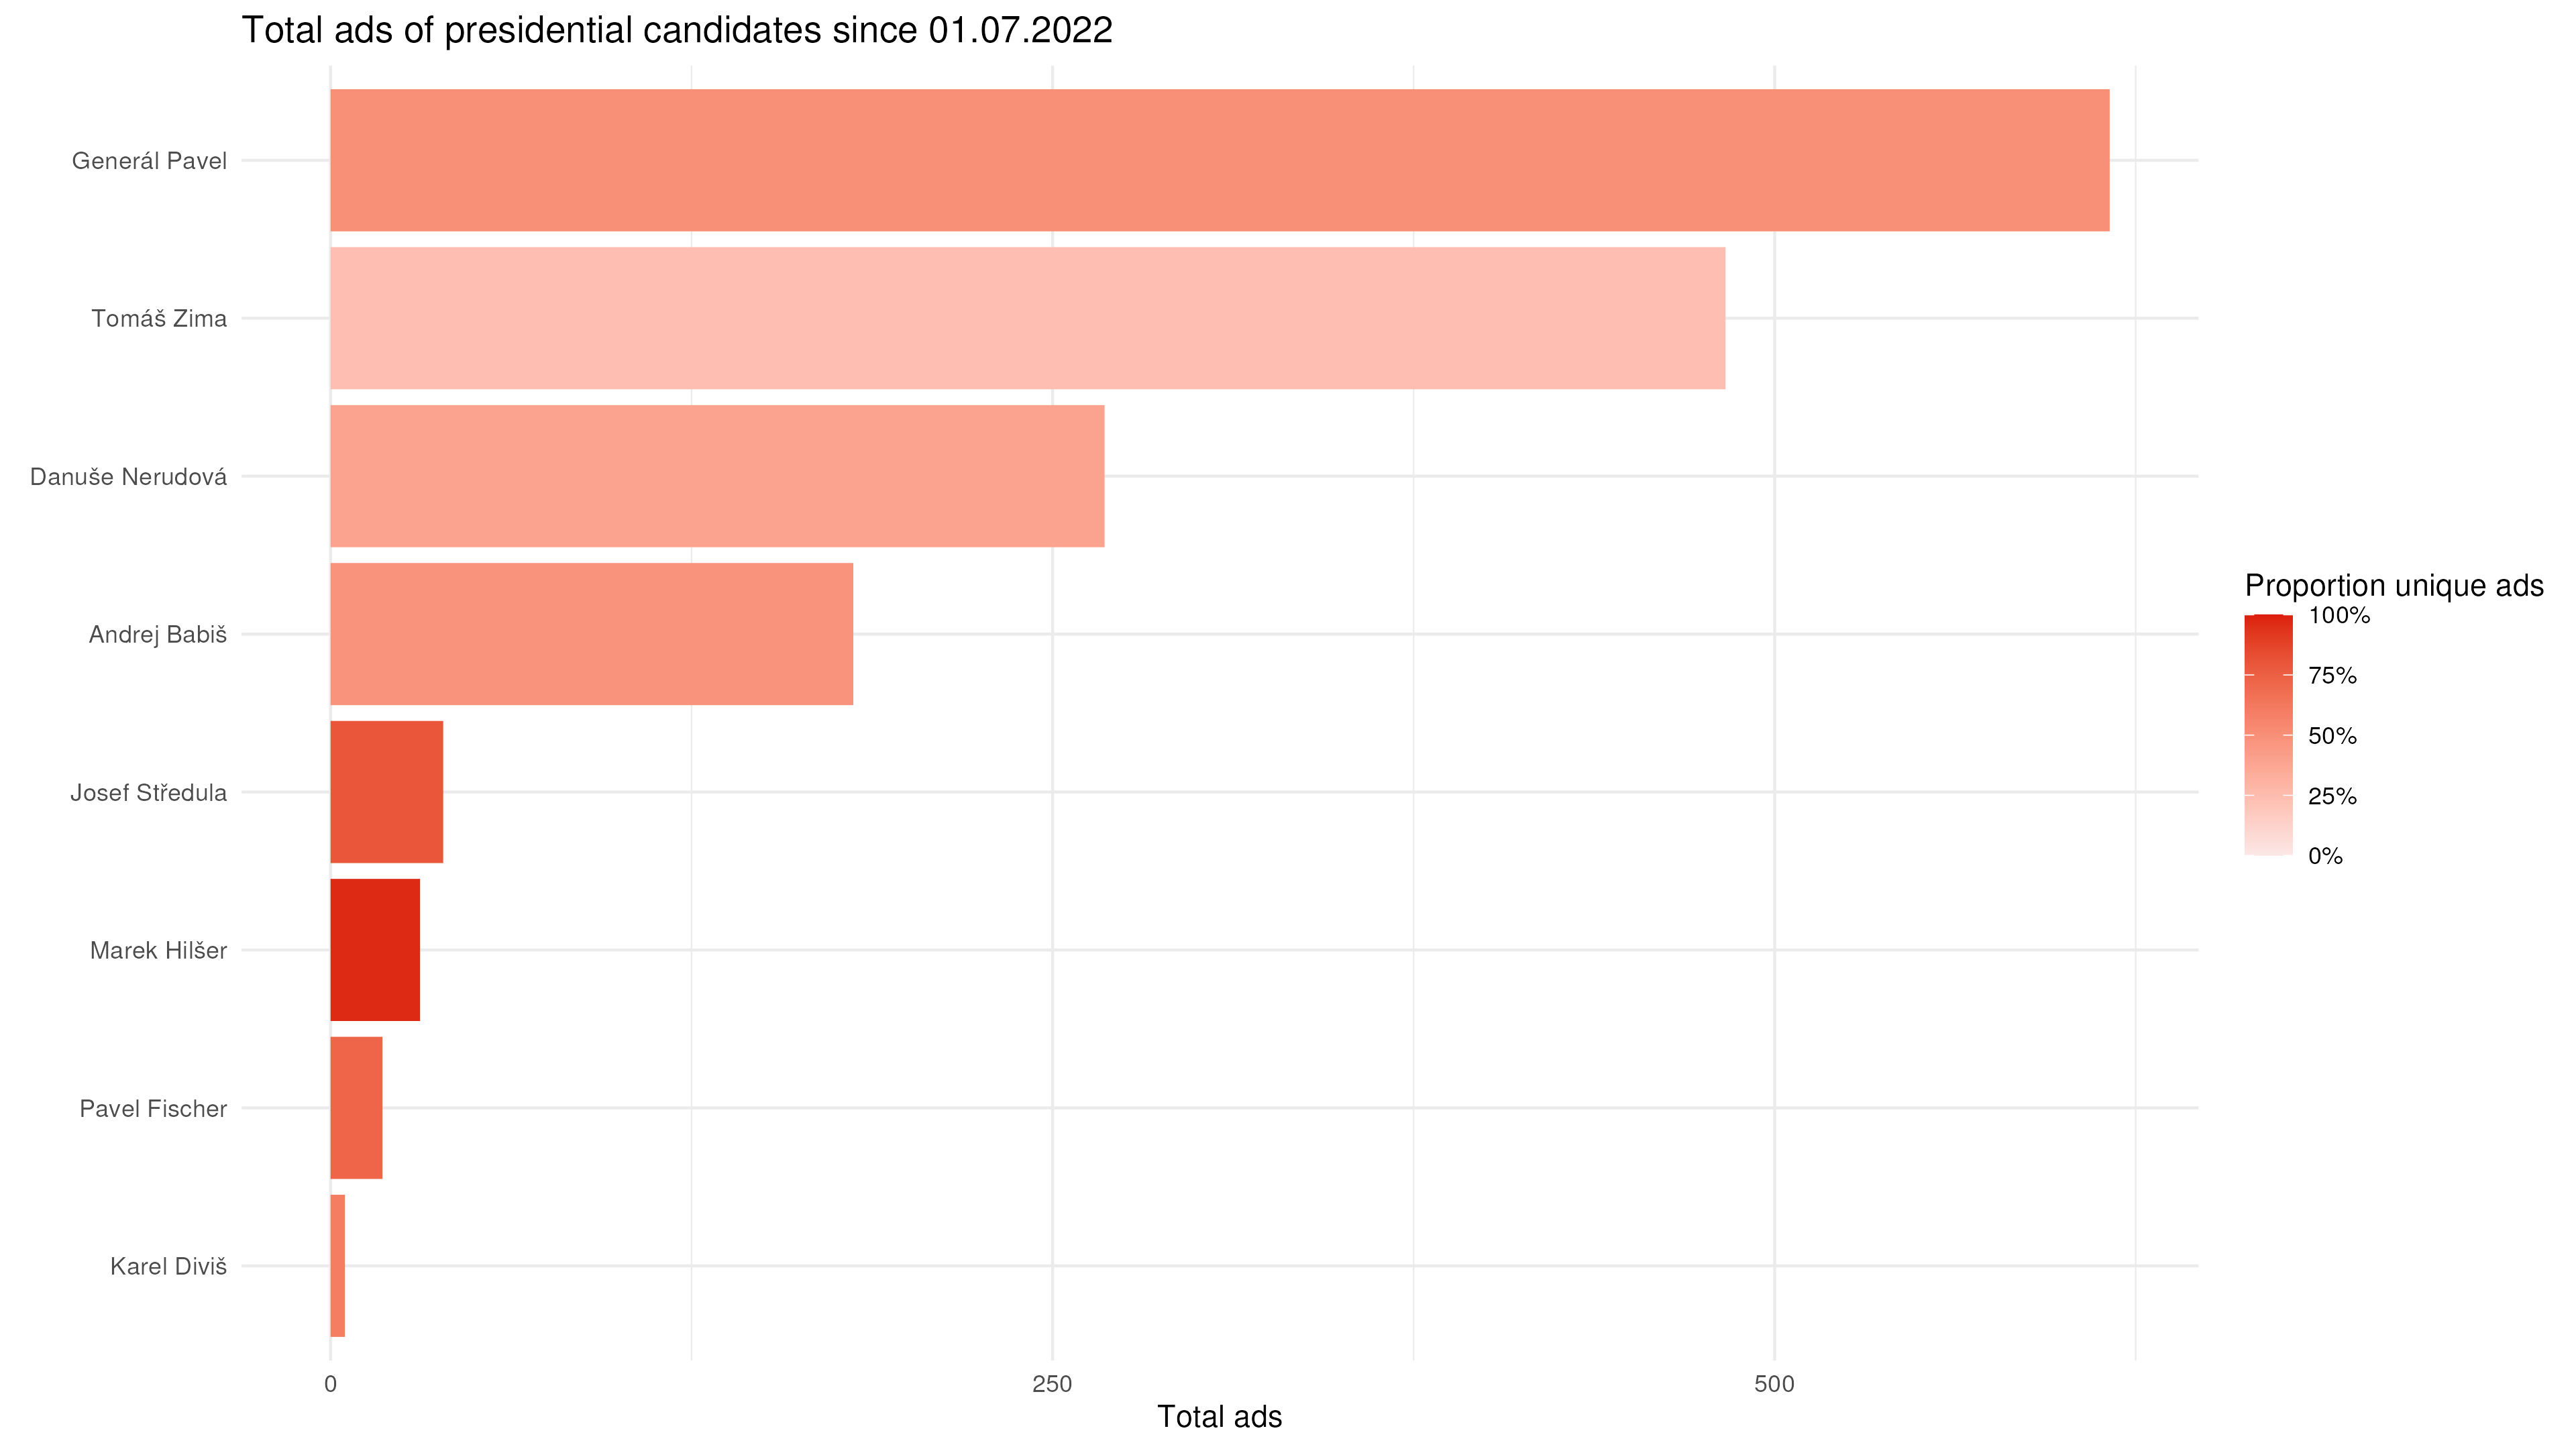 Total ads of presidential candidates since 01.07.2022
Generál Pavel
Tomáš Zima
Danuše Nerudová
Andrej Babiš
Josef Středula
Marek Hilšer
Pavel Fischer
Karel Diviš
0
250
500
Total ads
Proportion unique ads
100%
75%
50%
25%
0%